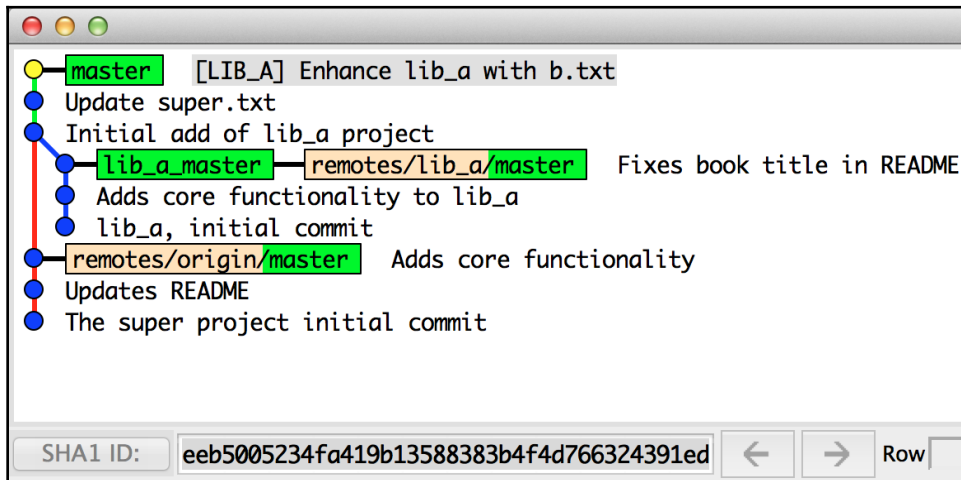 master [LIB_A] Enhance lib_a with b.txt
Update super.txt
Initial add of lib_a project
lib_a_master remotes/lib_a/master Fixes book title in README
Adds core functionality to lib_a
lib_a, initial commit
remotes/origin/master Adds core functionality
Updates README
The super project initial commit
SHA1 ID: eeb5005234fa419b13588383b4f4d766324391ed Row